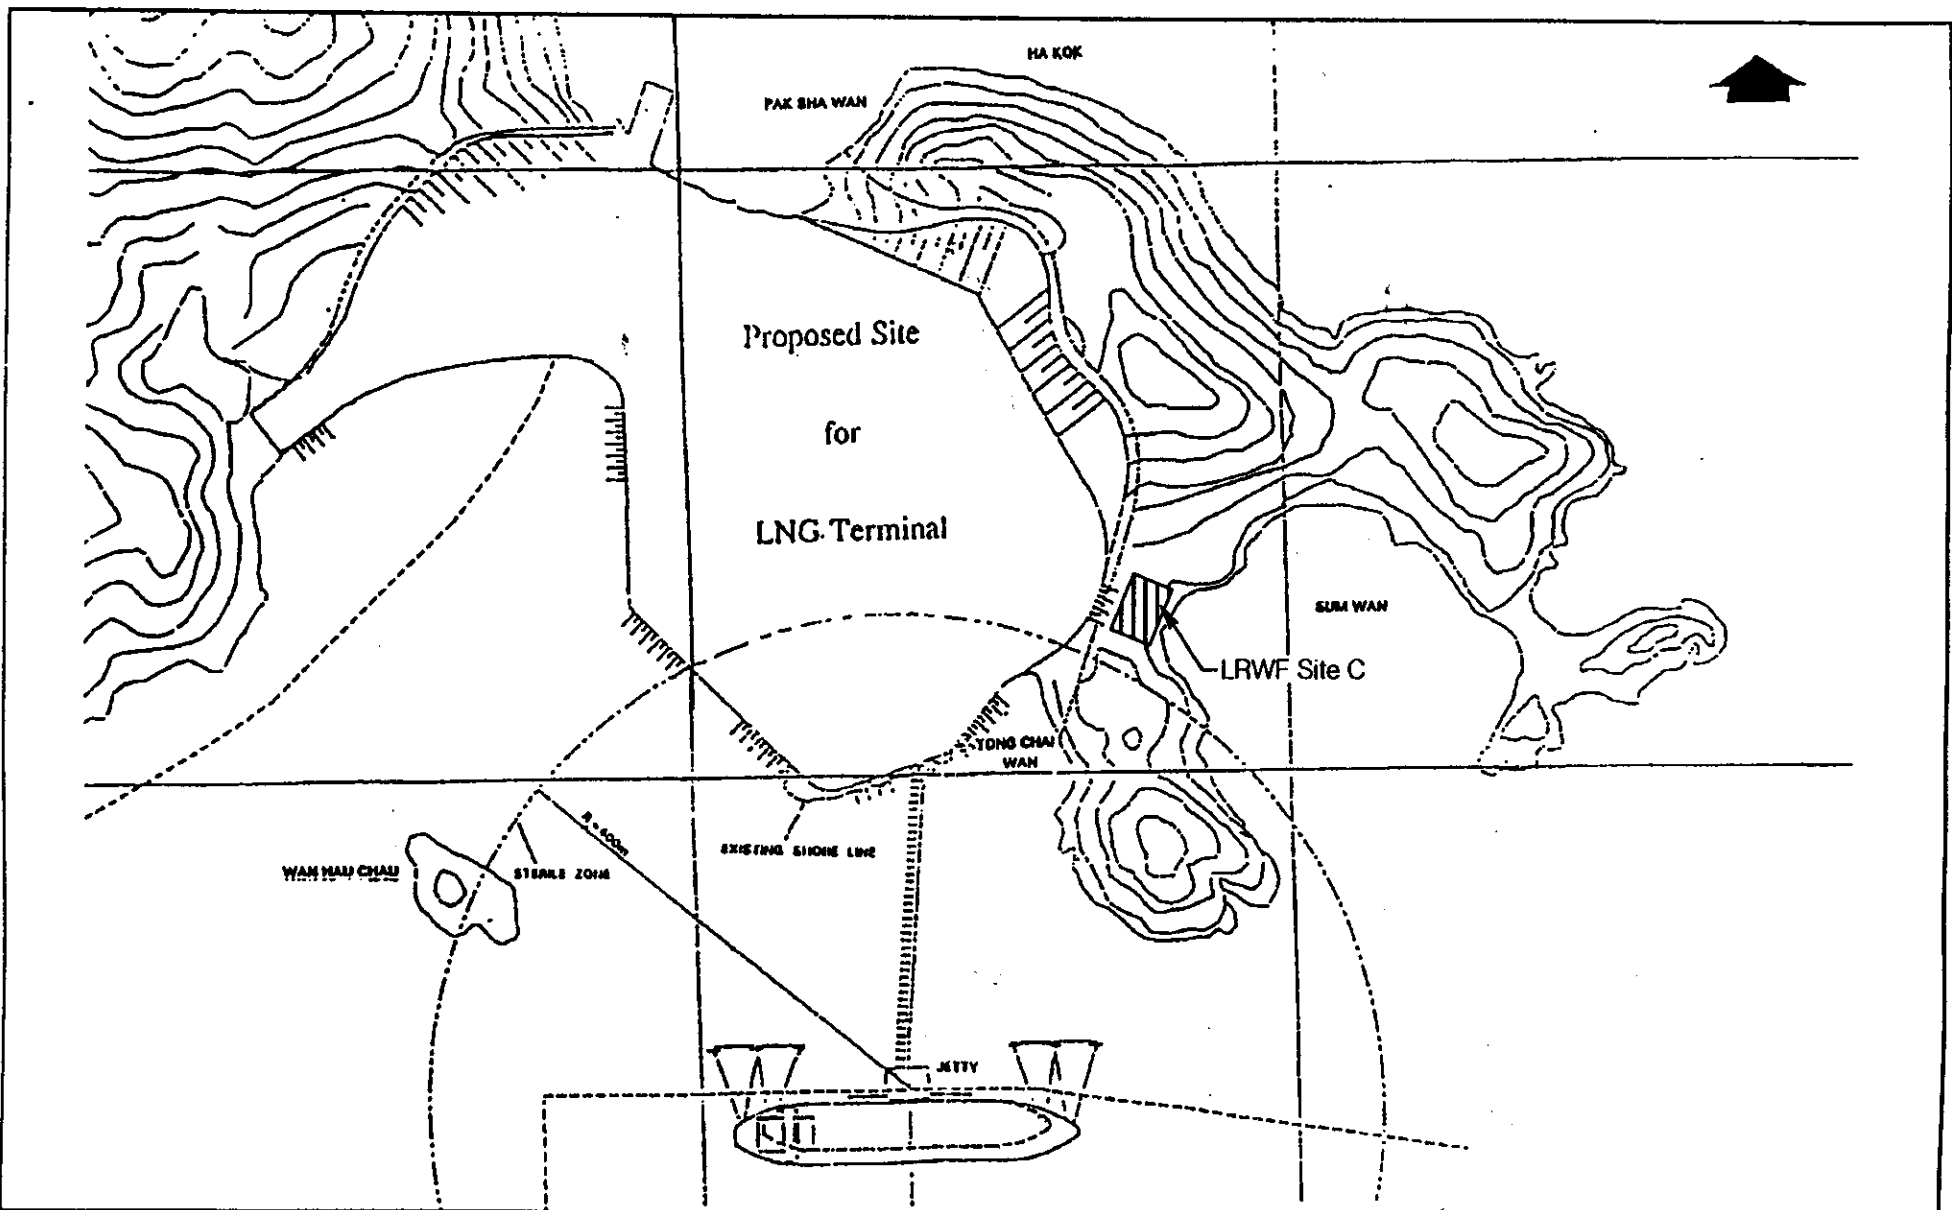 HA KOK
PAK SHA WAN
Proposed Site
for
LNG Terminal
SUM WAN
LRWF Site C
TONG CHAI
WAN
R = 600m
EXISTING SHORE LINE
WAN HAU CHAU
STERILE ZONE
JETTY